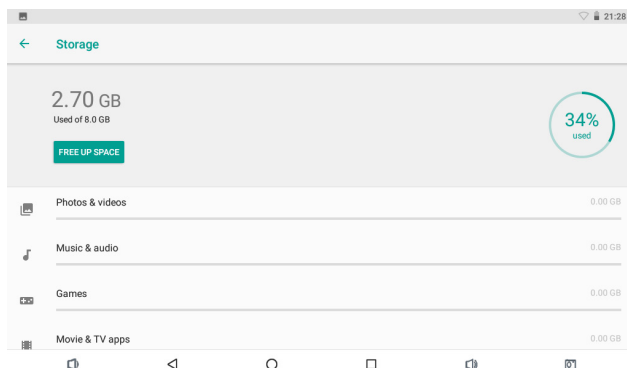 21:28
Storage
2.70 GB
Used of 8.0 GB
FREE UP SPACE
34%
used
Photos & videos 0.00 GB
Music & audio 0.00 GB
Games 0.00 GB
Movie & TV apps 0.00 GB